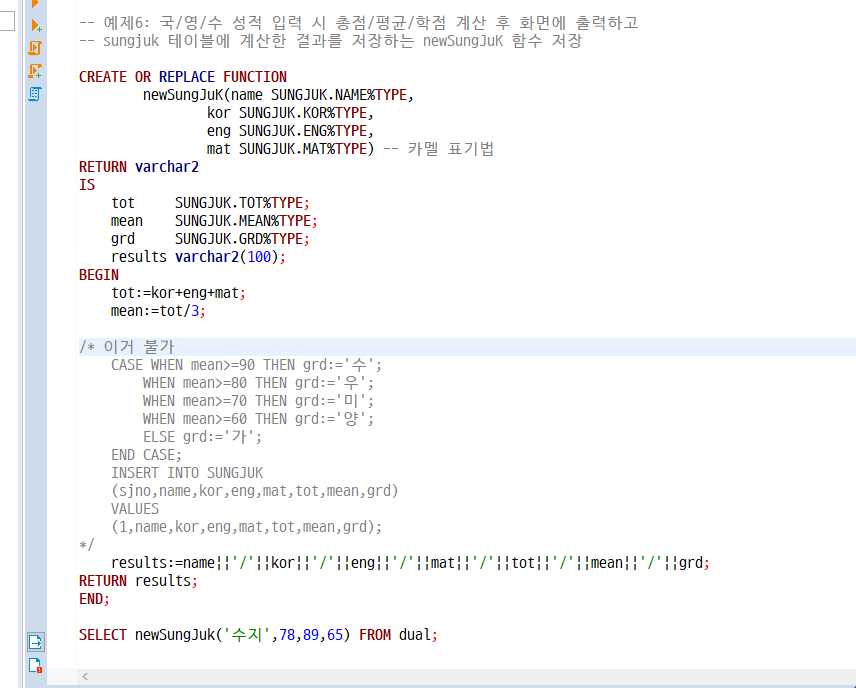 -- 예제6: 국/영/수 성적 입력 시 총점/평균/학점 계산 후 화면에 출력하고
-- sungjuk 테이블에 계산한 결과를 저장하는 newSungJuK 함수 저장
CREATE OR REPLACE FUNCTION
newSungJuK(name SUNGJUK.NAME%TYPE,
kor SUNGJUK.KOR%TYPE,
eng SUNGJUK.ENG%TYPE,
mat SUNGJUK.MAT%TYPE) -- 카멜 표기법
RETURN varchar2
IS
tot SUNGJUK.TOT%TYPE;
mean SUNGJUK.MEAN%TYPE;
grd SUNGJUK.GRD%TYPE;
results varchar2(100);
BEGIN
tot:=kor+eng+mat;
mean:=tot/3;
/* 이거 불가
CASE WHEN mean>=90 THEN grd:='수';
WHEN mean>=80 THEN grd:='우';
WHEN mean>=70 THEN grd:='미';
WHEN mean>=60 THEN grd:='양';
ELSE grd:='가';
END CASE;
INSERT INTO SUNGJUK
(sjno,name,kor,eng,mat,tot,mean,grd)
VALUES
(1,name,kor,eng,mat,tot,mean,grd);
*/
results:=name||'/'||kor||'/'||eng||'/'||mat||'/'||tot||'/'||mean||'/'||grd;
RETURN results;
END;
SELECT newSungJuk('수지',78,89,65) FROM dual;